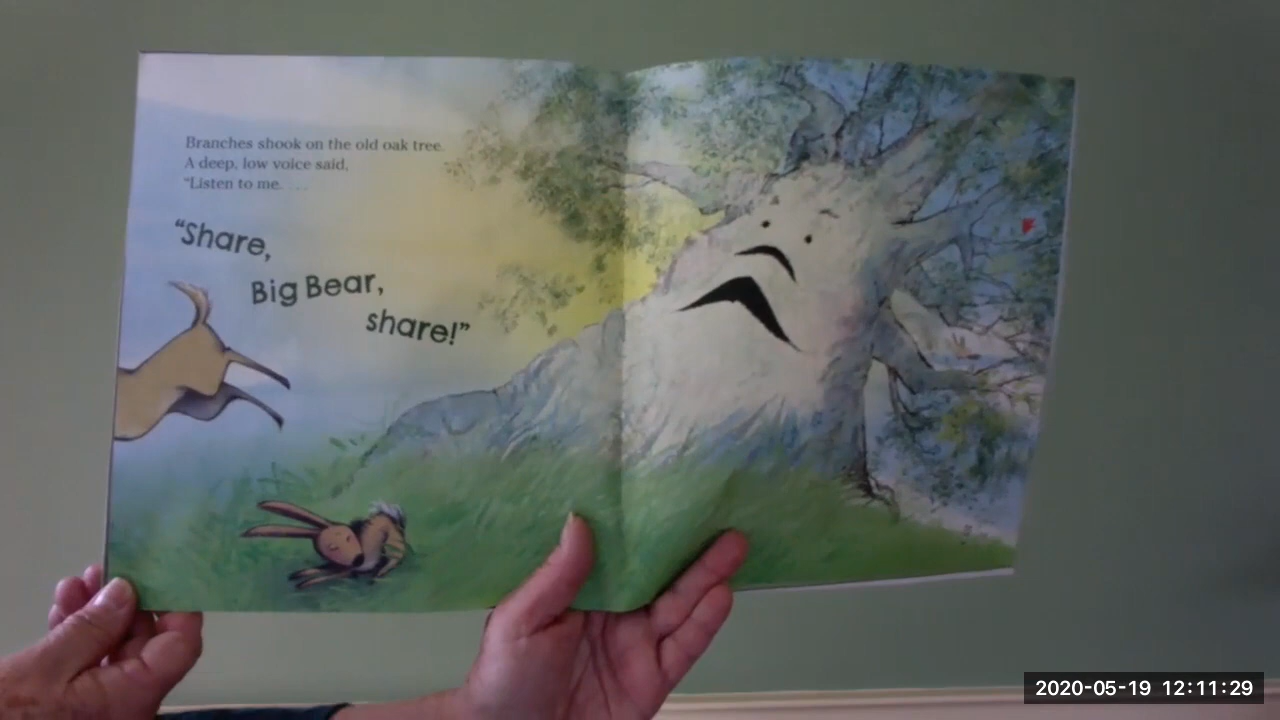 Branches shook on the old oak tree.
A deep, low voice said,
“Listen to me. . . .
“Share,
Big Bear,
share!”
2020-05-19 12:11:29